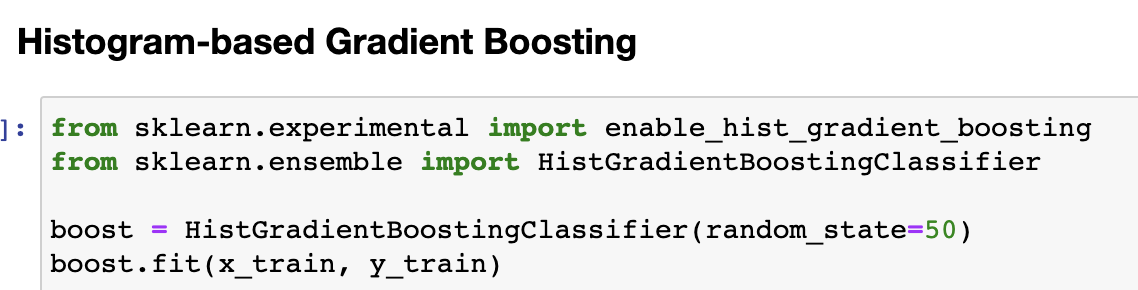 Histogram-based Gradient Boosting
]:
from sklearn.experimental import enable_hist_gradient_boosting
from sklearn.ensemble import HistGradientBoostingClassifier
boost = HistGradientBoostingClassifier(random_state=50)
boost.fit(x_train, y_train)